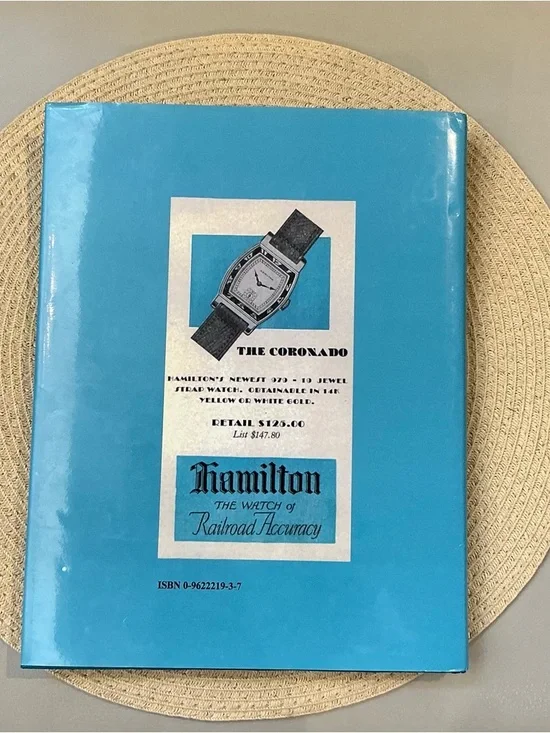 THE CORONADO
HAMILTON'S NEWEST 979 - 19 JEWEL
STRAP WATCH. OBTAINABLE IN 14K
YELLOW OR WHITE GOLD.
RETAIL $125.00
List $147.80
Hamilton
THE WATCH of
Railroad Accuracy
ISBN 0-9622219-3-7